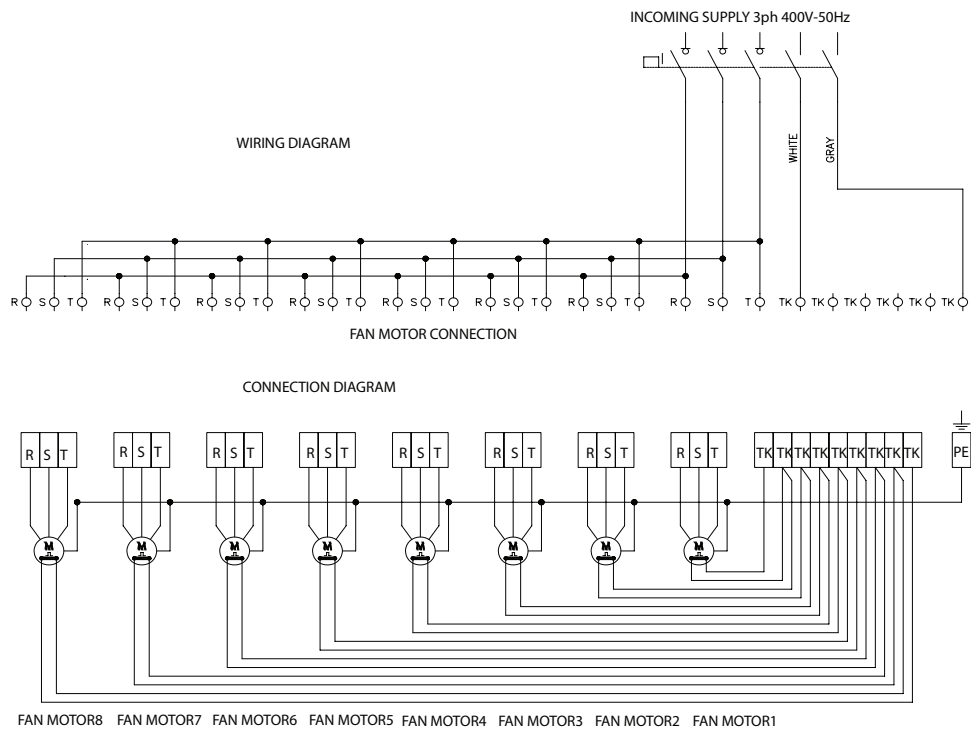 INCOMING SUPPLY 3ph 400V-50Hz
WIRING DIAGRAM
WHITE
GRAY
R S T R S T R S T R S T R S T R S T R S T R S T TK TK TK TK TK TK
FAN MOTOR CONNECTION
CONNECTION DIAGRAM
R S T R S T R S T R S T R S T R S T R S T R S T TK TK TK TK TK TK TK TK TK PE
M M M M M M M M
FAN MOTOR8 FAN MOTOR7 FAN MOTOR6 FAN MOTOR5 FAN MOTOR4 FAN MOTOR3 FAN MOTOR2 FAN MOTOR1